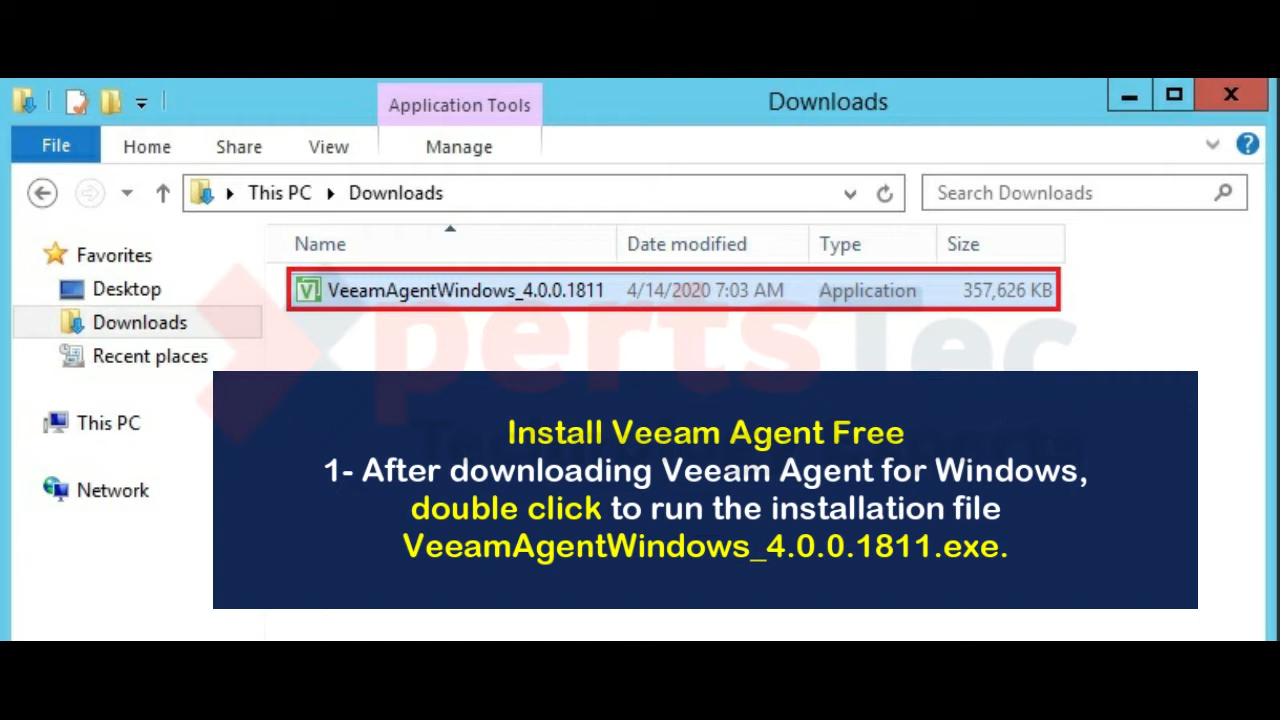 Application Tools
Downloads
File Home Share View Manage
This PC Downloads
Search Downloads
Name Date modified Type Size
VeeamAgentWindows_4.0.0.1811 4/14/2020 7:03 AM Application 357,626 KB
Favorites
Desktop
Downloads
Recent places
This PC
Network
XpertsTec
Install Veeam Agent Free
1- After downloading Veeam Agent for Windows,
double click to run the installation file
VeeamAgentWindows_4.0.0.1811.exe.